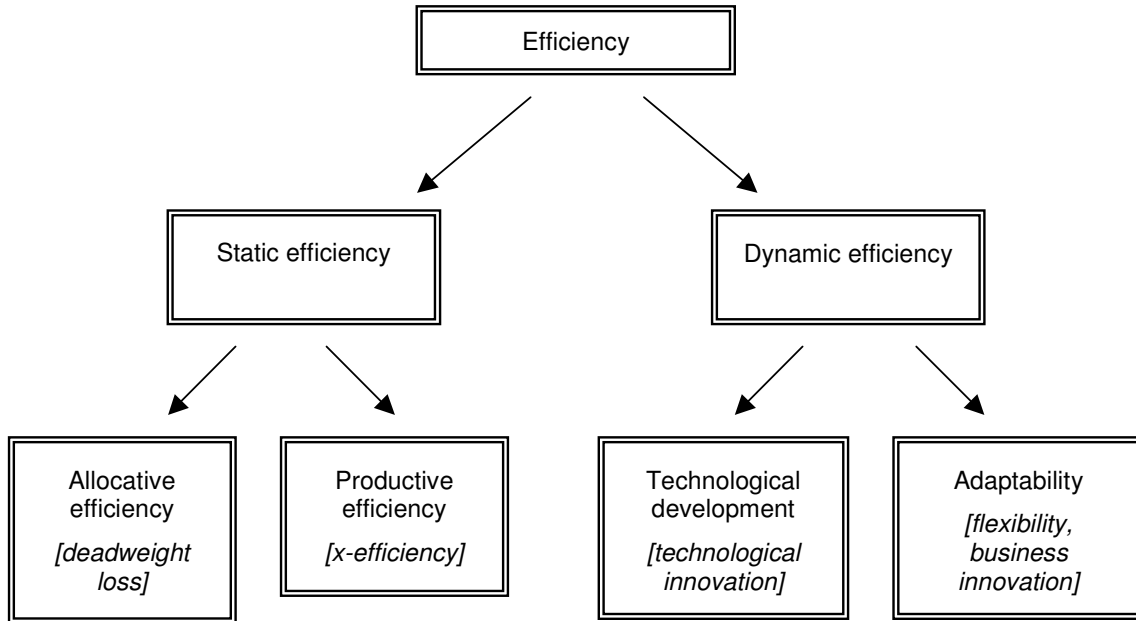 Efficiency
Static efficiency
Dynamic efficiency
Allocative
efficiency
[deadweight
loss]
Productive
efficiency
[x-efficiency]
Technological
development
[technological
innovation]
Adaptability
[flexibility,
business
innovation]